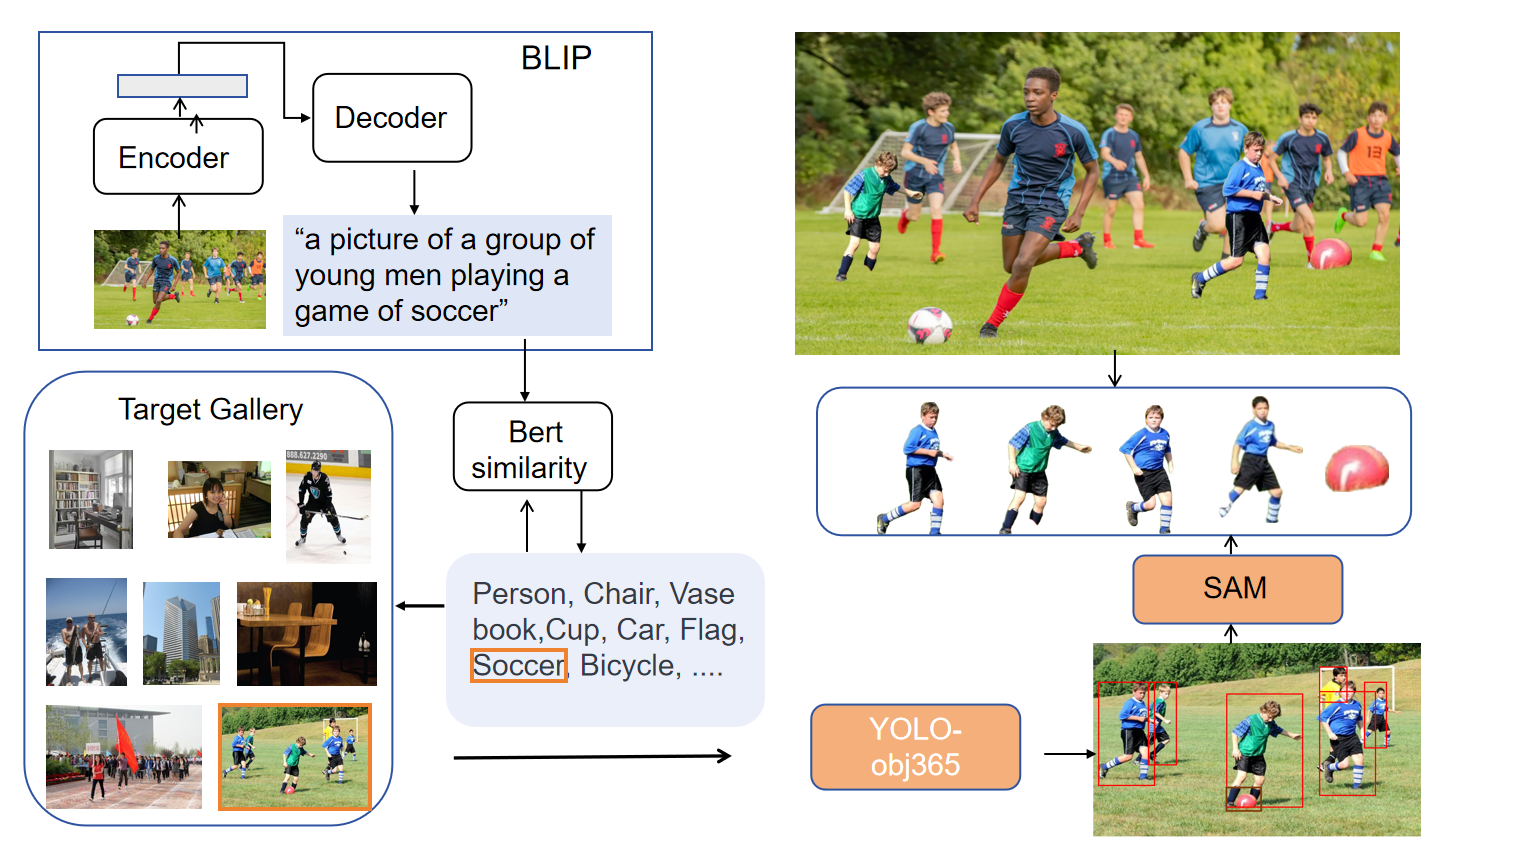 BLIP
Encoder
Decoder
“a picture of a group of
young men playing a
game of soccer”
Target Gallery
888.627.2290
Bert
similarity
Person, Chair, Vase
book,Cup, Car, Flag,
Soccer, Bicycle, ....
13
SAM
YOLO-
obj365